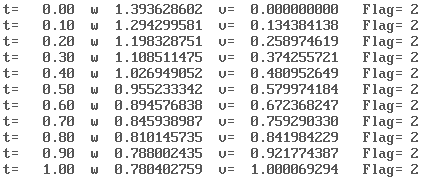 t= 0.00 w 1.393628602 v= 0.000000000 Flag= 2
t= 0.10 w 1.294299581 v= 0.134384138 Flag= 2
t= 0.20 w 1.198328751 v= 0.258974619 Flag= 2
t= 0.30 w 1.108511475 v= 0.374255721 Flag= 2
t= 0.40 w 1.026949052 v= 0.480952649 Flag= 2
t= 0.50 w 0.955233342 v= 0.579974184 Flag= 2
t= 0.60 w 0.894576838 v= 0.672368247 Flag= 2
t= 0.70 w 0.845938987 v= 0.759290330 Flag= 2
t= 0.80 w 0.810145735 v= 0.841984229 Flag= 2
t= 0.90 w 0.788002435 v= 0.921774387 Flag= 2
t= 1.00 w 0.780402759 v= 1.000069294 Flag= 2